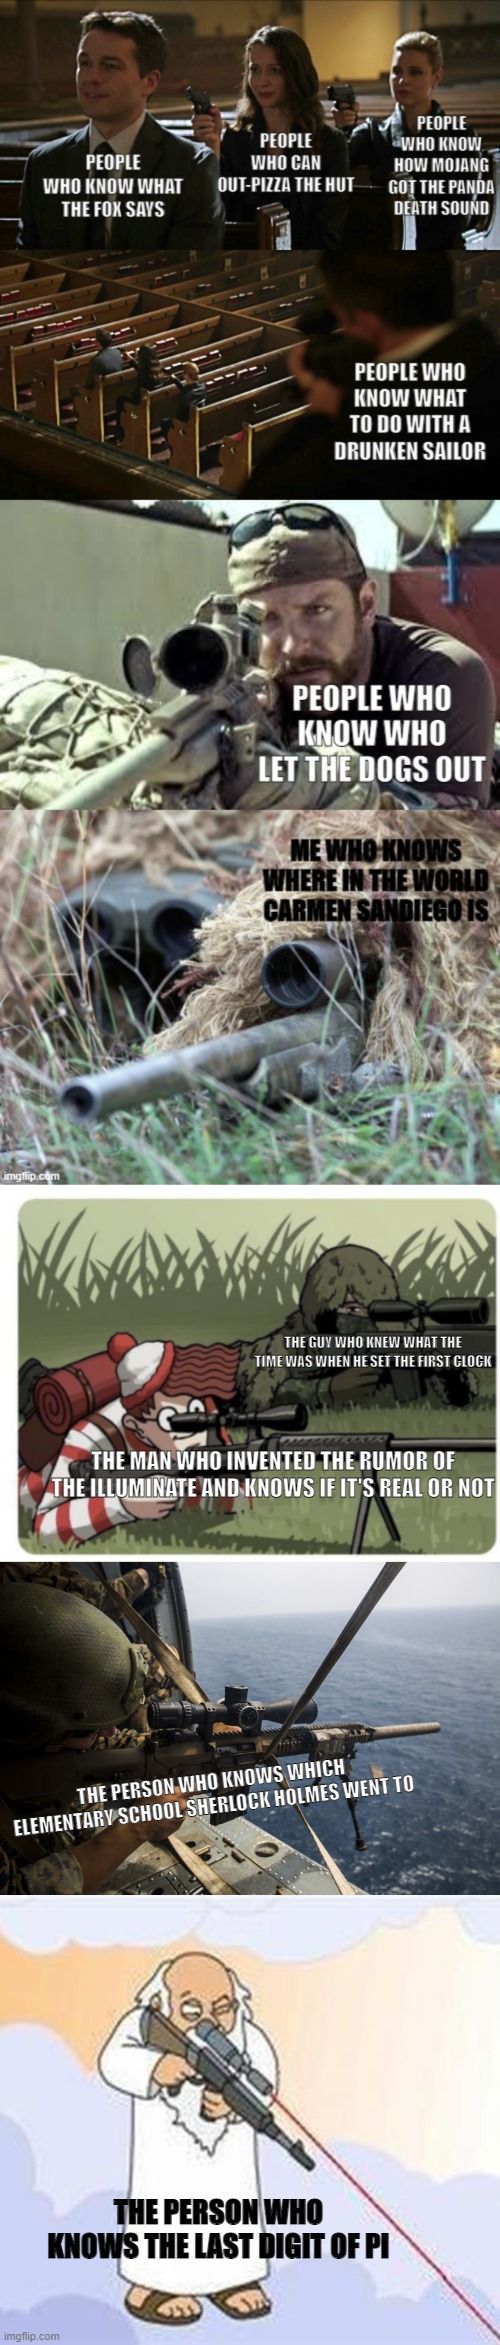 PEOPLE
WHO KNOW WHAT
THE FOX SAYS
PEOPLE
WHO CAN
OUT-PIZZA THE HUT
PEOPLE
WHO KNOW
HOW MOJANG
GOT THE PANDA
DEATH SOUND
PEOPLE WHO
KNOW WHAT
TO DO WITH A
DRUNKEN SAILOR
PEOPLE WHO
KNOW WHO
LET THE DOGS OUT
ME WHO KNOWS
WHERE IN THE WORLD
CARMEN SANDIEGO IS
imgflip.com
THE GUY WHO KNEW WHAT THE
TIME WAS WHEN HE SET THE FIRST CLOCK
THE MAN WHO INVENTED THE RUMOR OF
THE ILLUMINATE AND KNOWS IF IT'S REAL OR NOT
THE PERSON WHO KNOWS WHICH
ELEMENTARY SCHOOL SHERLOCK HOLMES WENT TO
THE PERSON WHO
KNOWS THE LAST DIGIT OF PI
imgflip.com